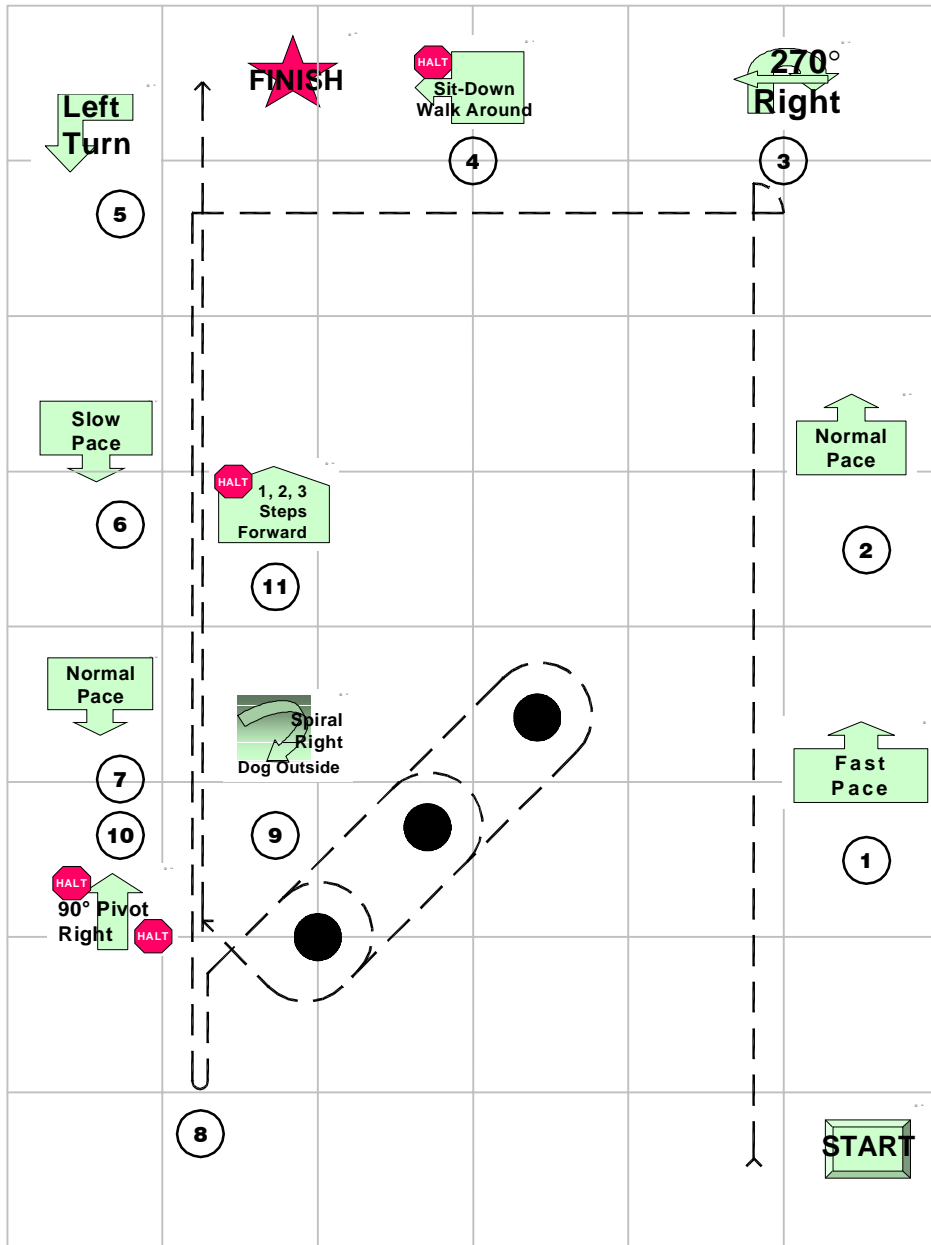 FINISH
HALT
Sit-Down
Walk Around
4
270°
Right
3
Left
Turn
5
Slow
Pace
6
HALT
1, 2, 3
Steps
Forward
11
Normal
Pace
2
Normal
Pace
7
10
Spiral
Right
Dog Outside
9
Fast
Pace
1
HALT
90° Pivot
Right
HALT
8
START